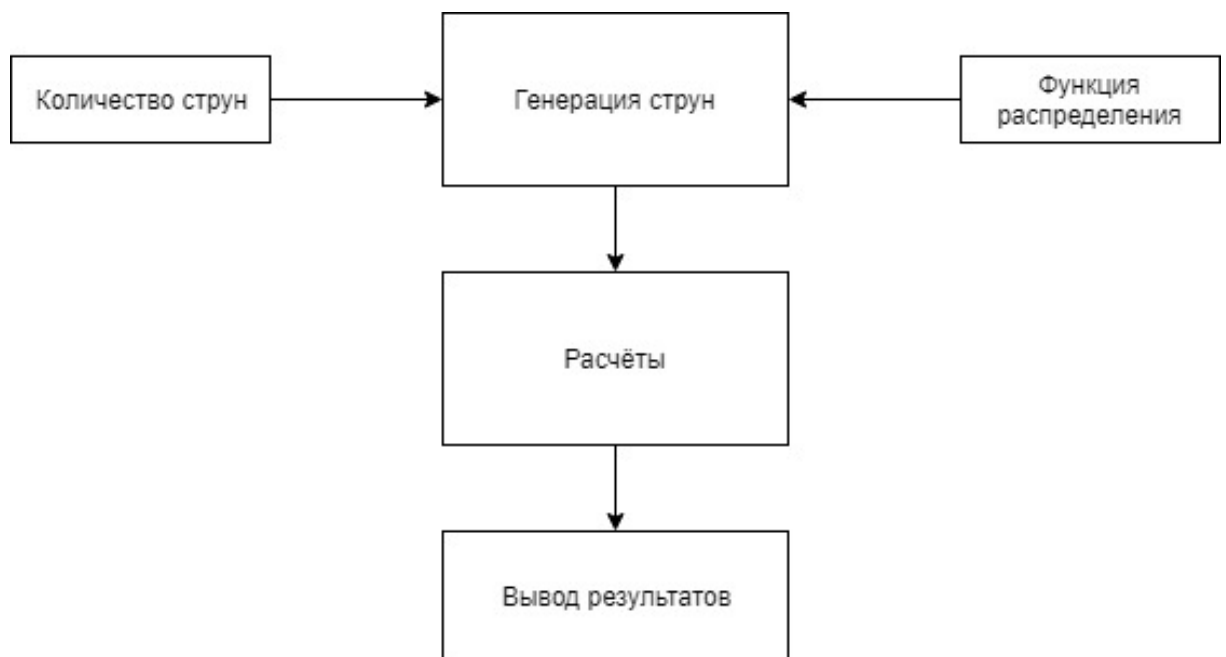 Количество струн
Генерация струн
Функция
распределения
Расчёты
Вывод результатов